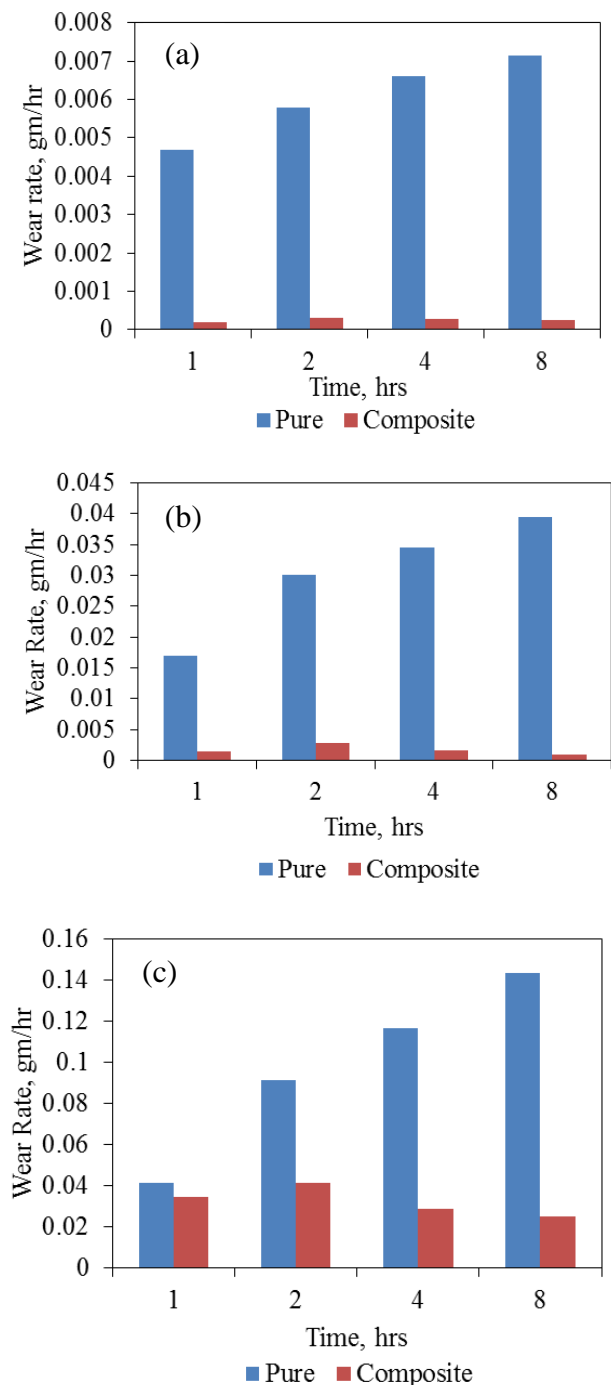 (a)
Wear rate, gm/hr
0.008
0.007
0.006
0.005
0.004
0.003
0.002
0.001
0
1 2 4 8
Time, hrs
Pure Composite
(b)
Wear Rate, gm/hr
0.045
0.04
0.035
0.03
0.025
0.02
0.015
0.01
0.005
0
1 2 4 8
Time, hrs
Pure Composite
(c)
Wear Rate, gm/hr
0.16
0.14
0.12
0.1
0.08
0.06
0.04
0.02
0
1 2 4 8
Time, hrs
Pure Composite